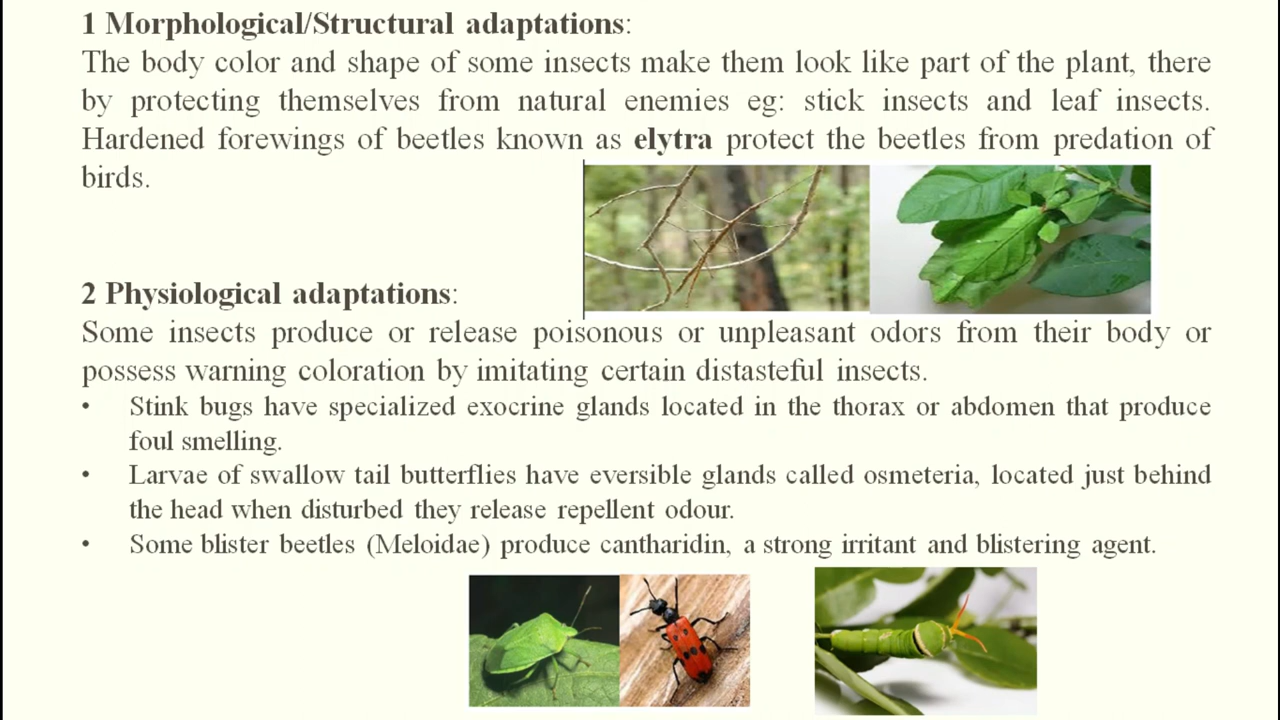 1 Morphological/Structural adaptations:
The body color and shape of some insects make them look like part of the plant, there
by protecting themselves from natural enemies eg: stick insects and leaf insects.
Hardened forewings of beetles known as elytra protect the beetles from predation of
birds.
2 Physiological adaptations:
Some insects produce or release poisonous or unpleasant odors from their body or
possess warning coloration by imitating certain distasteful insects.
• Stink bugs have specialized exocrine glands located in the thorax or abdomen that produce
foul smelling.
• Larvae of swallow tail butterflies have eversible glands called osmeteria, located just behind
the head when disturbed they release repellent odour.
• Some blister beetles (Meloidae) produce cantharidin, a strong irritant and blistering agent.